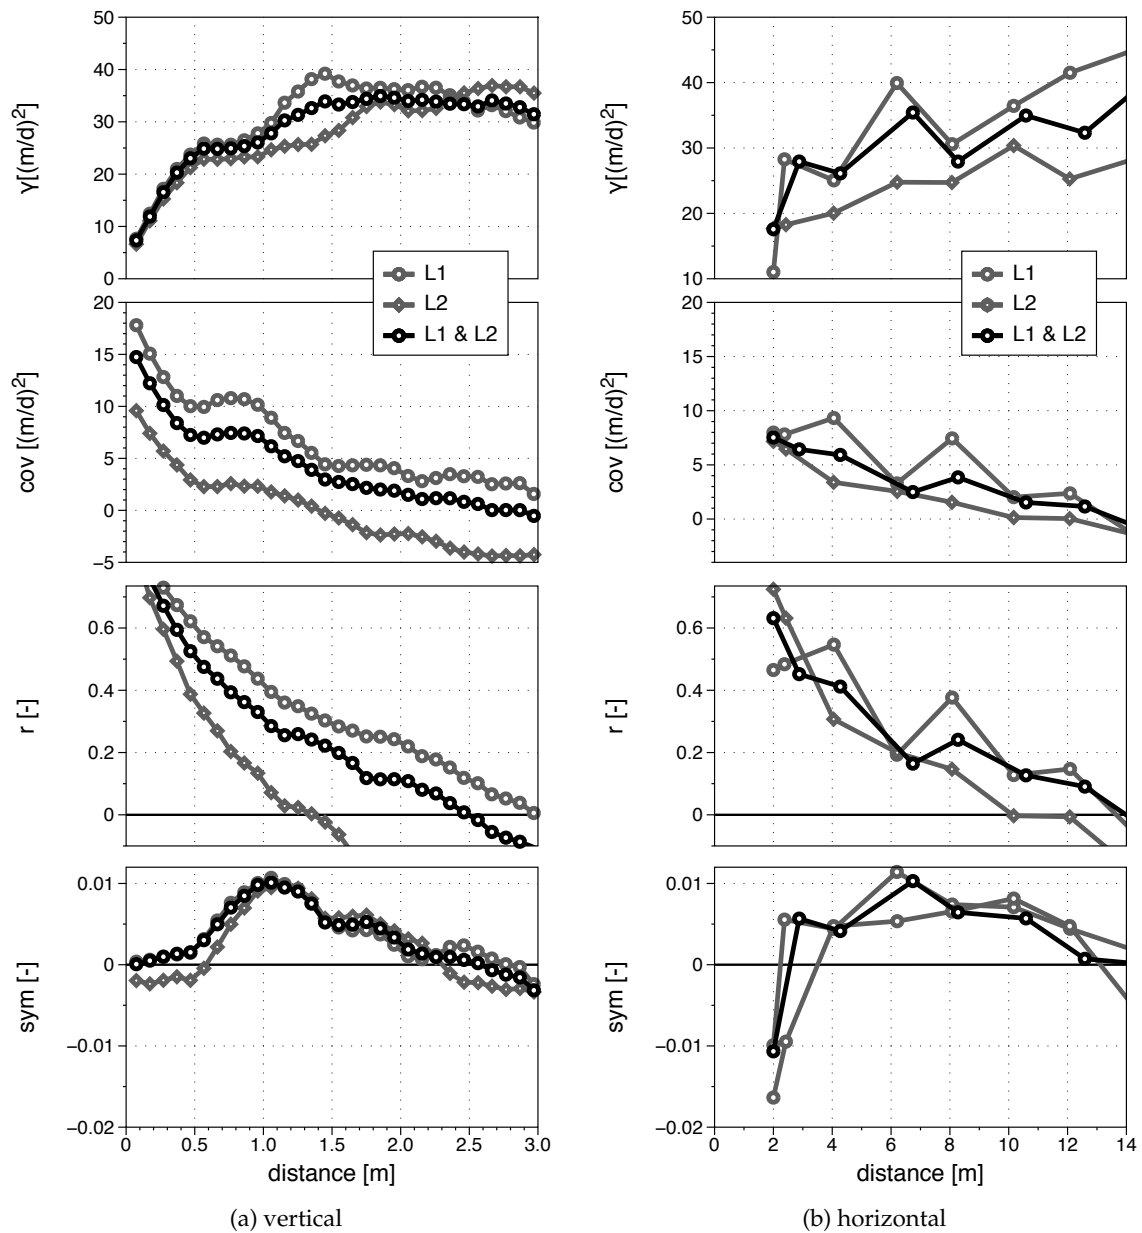 50
40
30
20
10
0
γ[(m/d)²]
L1
L2
L1 & L2
20
15
10
5
0
−5
cov [(m/d)²]
0.6
0.4
0.2
0
r [-]
0.01
0
−0.01
−0.02
sym [-]
0 0.5 1.0 1.5 2.0 2.5 3.0
distance [m]
(a) vertical
50
40
30
20
10
γ[(m/d)²]
L1
L2
L1 & L2
20
15
10
5
0
cov [(m/d)²]
0.6
0.4
0.2
0
r [-]
0.01
0
−0.01
−0.02
sym [-]
0 2 4 6 8 10 12 14
distance [m]
(b) horizontal